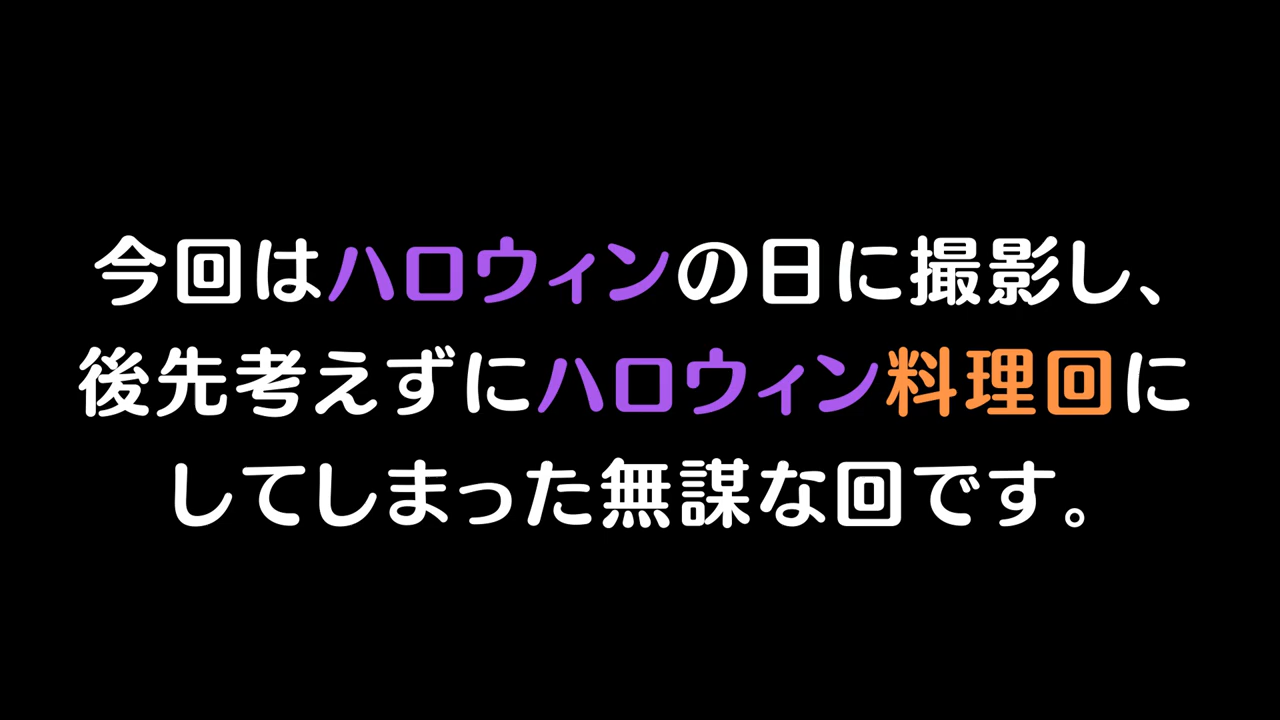 今回はハロウィンの日に撮影し、
後先考えずにハロウィン料理回に
してしまった無謀な回です。